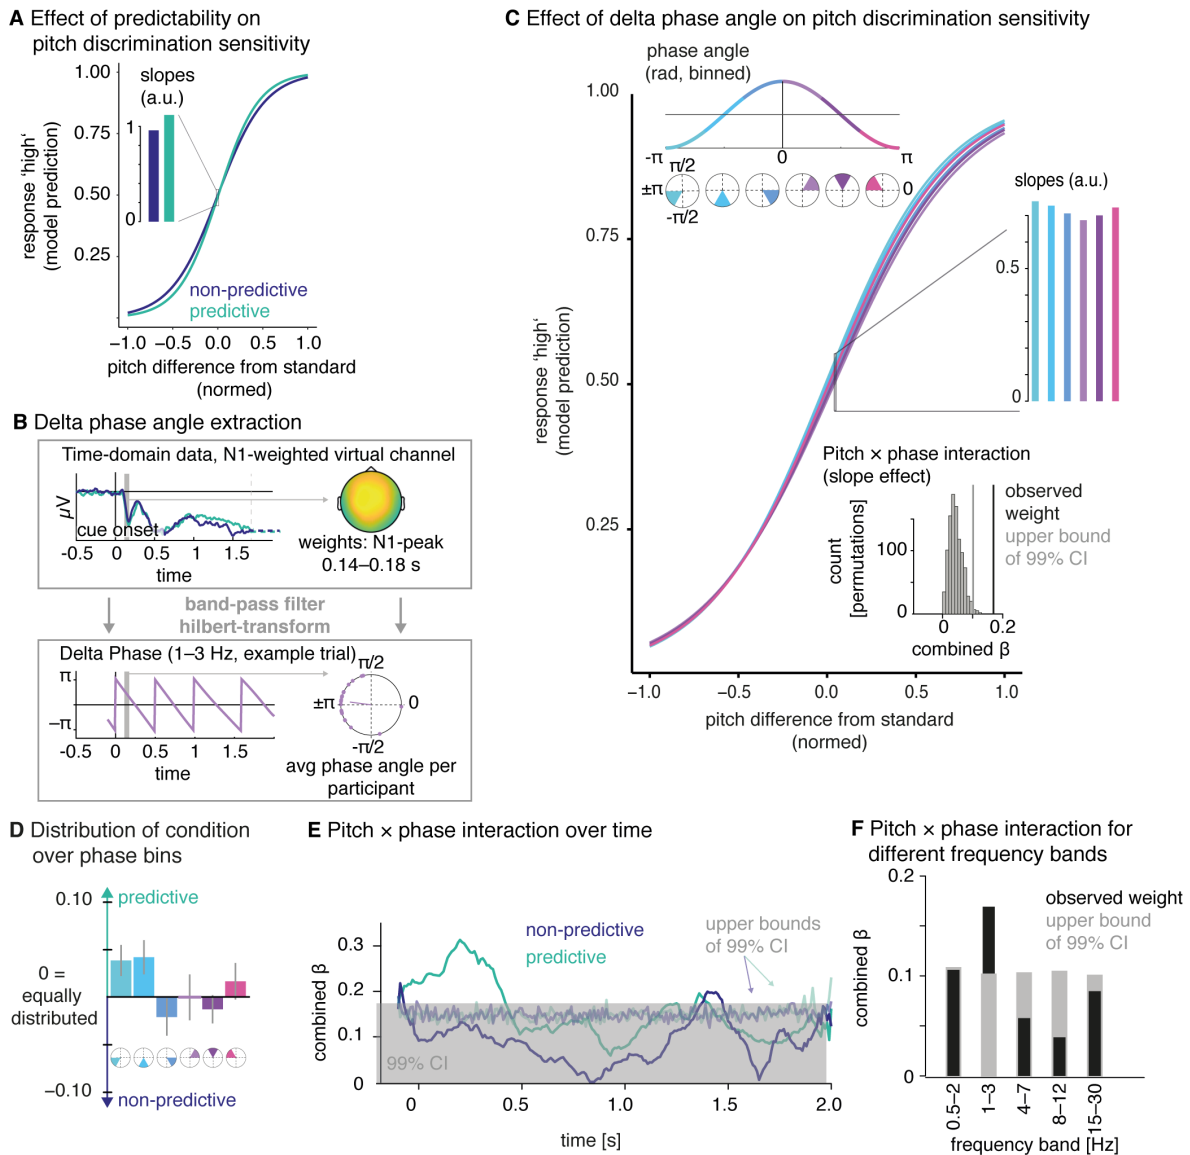 A Effect of predictability on
pitch discrimination sensitivity
1.00
slopes
(a.u.)
1
0
0.75
0.50
0.25
response 'high'
(model prediction)
non-predictive
predictive
−1.0 −0.5 0.0 0.5 1.0
pitch difference from standard
(normed)
B Delta phase angle extraction
Time-domain data, N1-weighted virtual channel
μV
cue onset
-0.5 0 0.5 1 1.5
time
weights: N1-peak
0.14–0.18 s
band-pass filter
hilbert-transform
Delta Phase (1–3 Hz, example trial)
π
−π
-0.5 0 0.5 1 1.5
time
π/2
±π 0
-π/2
avg phase angle per
participant
C Effect of delta phase angle on pitch discrimination sensitivity
phase angle
(rad, binned)
-π 0 π
π/2
±π 0
-π/2
1.00
0.75
0.50
0.25
response 'high'
(model prediction)
slopes (a.u.)
0.5
0
Pitch × phase interaction
(slope effect)
observed
weight
upper bound
of 99% CI
count
[permutations]
100
0
0 0.2
combined β
−1.0 −0.5 0.0 0.5 1.0
pitch difference from standard
(normed)
D Distribution of condition
over phase bins
0.10
predictive
0 =
equally
distributed
−0.10
non-predictive
E Pitch × phase interaction over time
non-predictive
predictive
upper bounds
of 99% CI
0.3
0.2
0.1
0
combined β
99% CI
0 0.5 1.0 1.5 2.0
time [s]
F Pitch × phase interaction for
different frequency bands
0.2
0.1
0
combined β
observed weight
upper bound
of 99% CI
0.5–2
1–3
4–7
8–12
15–30
frequency band [Hz]